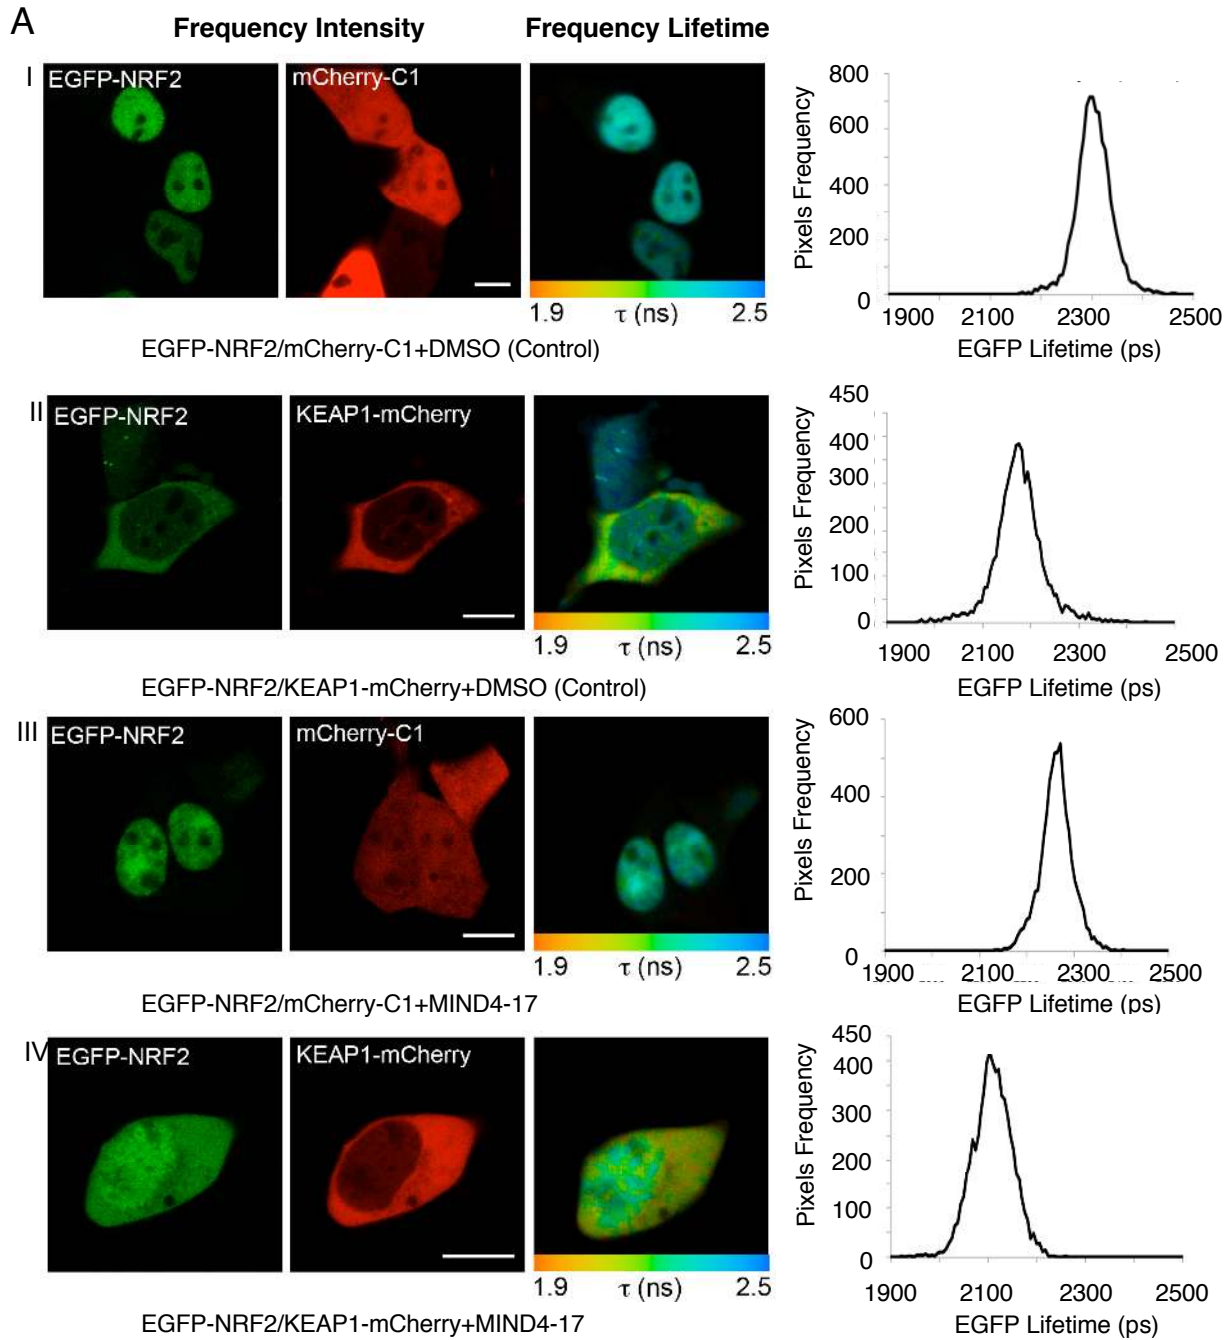 A
Frequency Intensity Frequency Lifetime
I EGFP-NRF2 mCherry-C1
1.9 τ (ns) 2.5
Pixels Frequency
800
600
400
200
0
1900 2100 2300 2500
EGFP Lifetime (ps)
EGFP-NRF2/mCherry-C1+DMSO (Control)
II EGFP-NRF2 KEAP1-mCherry
1.9 τ (ns) 2.5
Pixels Frequency
450
400
300
200
100
0
1900 2100 2300 2500
EGFP Lifetime (ps)
EGFP-NRF2/KEAP1-mCherry+DMSO (Control)
III EGFP-NRF2 mCherry-C1
1.9 τ (ns) 2.5
Pixels Frequency
600
400
200
0
1900 2100 2300 2500
EGFP Lifetime (ps)
EGFP-NRF2/mCherry-C1+MIND4-17
IV EGFP-NRF2 KEAP1-mCherry
1.9 τ (ns) 2.5
Pixels Frequency
450
400
300
200
100
0
1900 2100 2300 2500
EGFP Lifetime (ps)
EGFP-NRF2/KEAP1-mCherry+MIND4-17